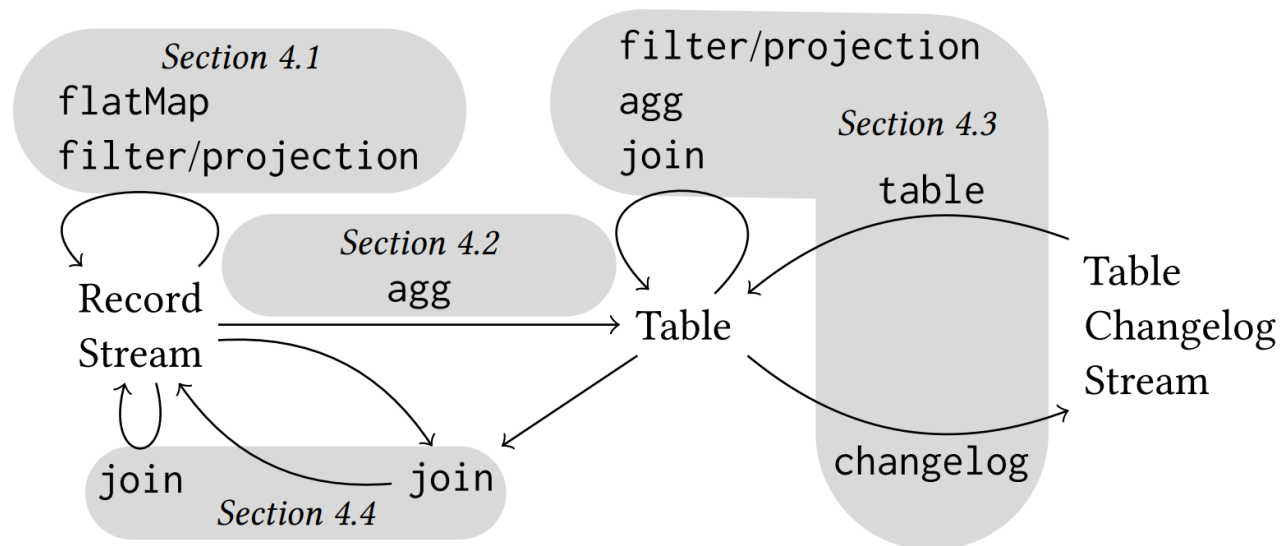 Section 4.1
flatMap
filter/projection
filter/projection
agg
join
Section 4.3
table
Section 4.2
agg
Record
Stream
Table
Table
Changelog
Stream
join
join
Section 4.4
changelog